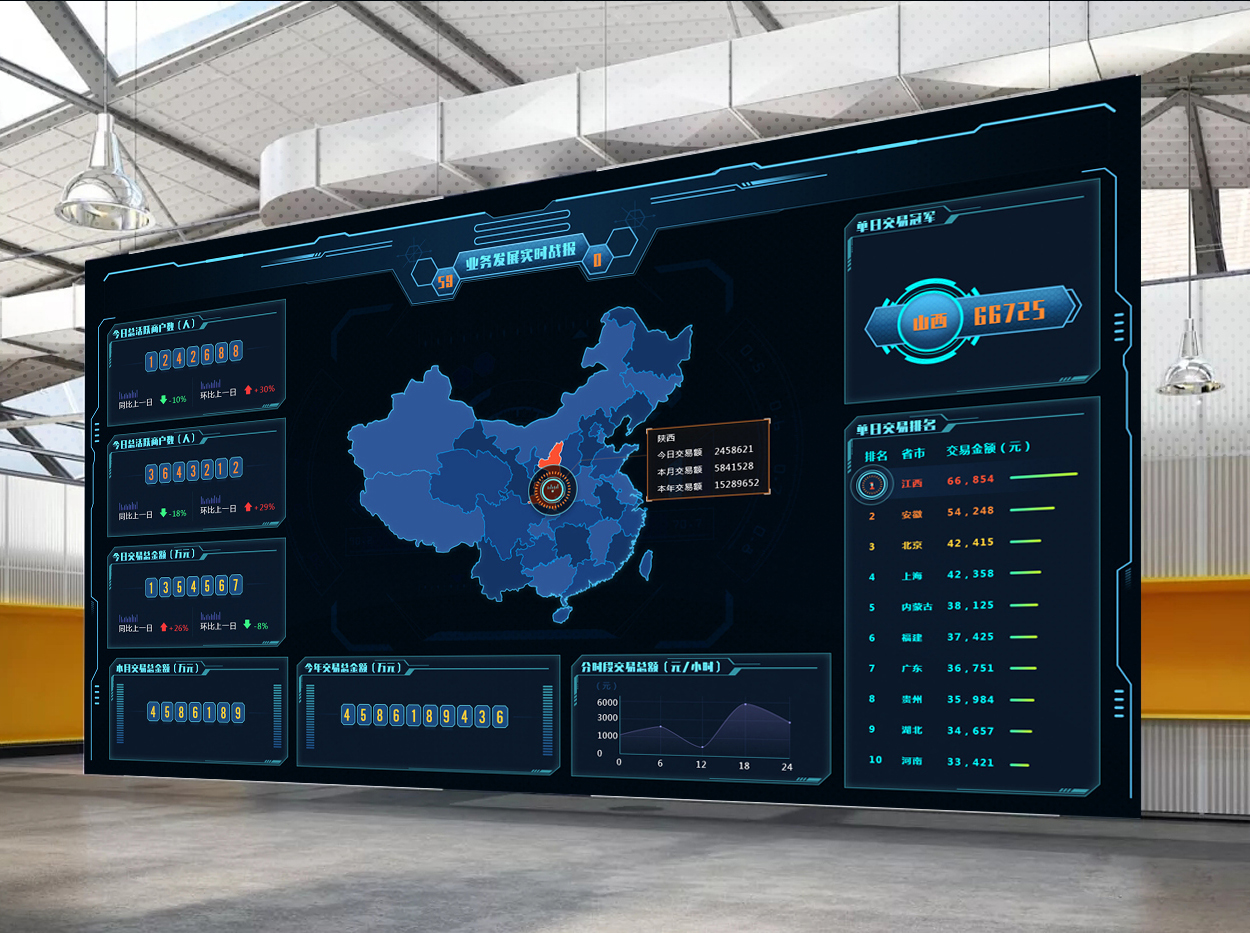 业务发展实时战报
59
0
今日总活跃商户数（人）
1242688
同比上一日 -10% 环比上一日 +30%
今日总活跃商户数（人）
3643212
同比上一日 -18% 环比上一日 +29%
今日交易总金额（万元）
1354567
同比上一日 +26% 环比上一日 -8%
本月交易总金额（万元）
4586189
今年交易总金额（万元）
4586189436
陕西
今日交易额 2458621
本月交易额 5841528
本年交易额 15289652
分时段交易总额（元/小时）
（元）
6000
3000
1000
0
0 6 12 18 24
单日交易冠军
山西 66725
单日交易排名
排名 省市 交易金额（元）
江西 66,854
2 安徽 54,248
3 北京 42,415
4 上海 42,358
5 内蒙古 38,125
6 福建 37,425
7 广东 36,751
8 贵州 35,984
9 湖北 34,657
10 河南 33,421